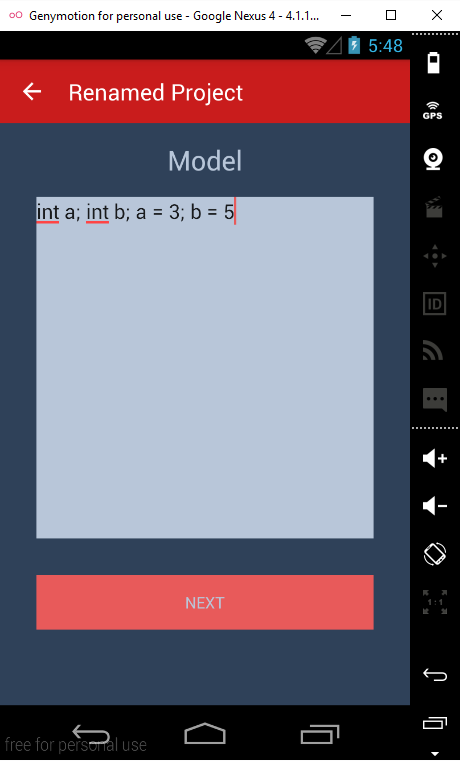 Genymotion for personal use - Google Nexus 4 - 4.1.1...
5:48
Renamed Project
GPS
Model
int a; int b; a = 3; b = 5
ID
NEXT
1:1
free for personal use